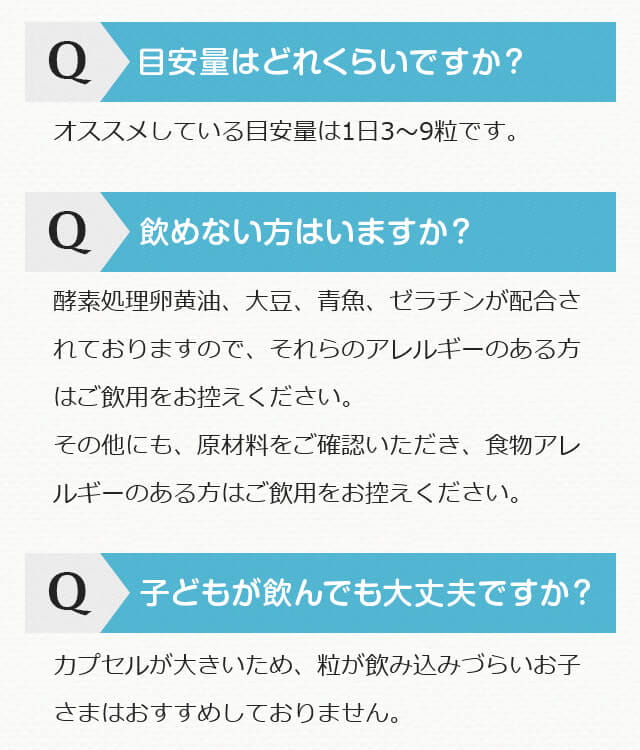 Q 目安量はどれくらいですか？
オススメしている目安量は1日3〜9粒です。
Q 飲めない方はいますか？
酵素処理卵黄油、大豆、青魚、ゼラチンが配合さ
れておりますので、それらのアレルギーのある方
はご飲用をお控えください。
その他にも、原材料をご確認いただき、食物アレ
ルギーのある方はご飲用をお控えください。
Q 子どもが飲んでも大丈夫ですか？
カプセルが大きいため、粒が飲み込みづらいお子
さまはおすすめしておりません。